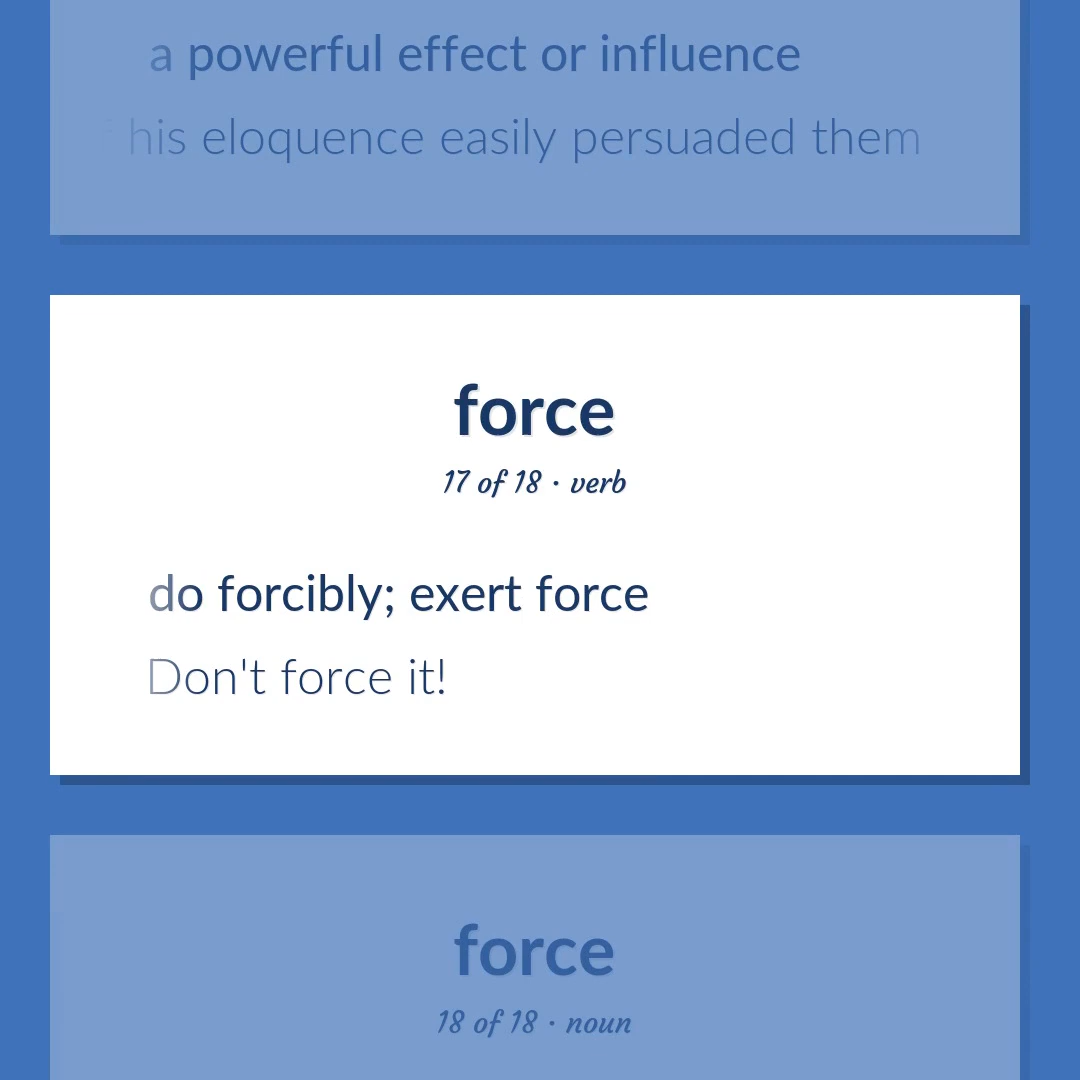 a powerful effect or influence
his eloquence easily persuaded them
force
17 of 18 · verb
do forcibly; exert force
Don't force it!
force
18 of 18 · noun